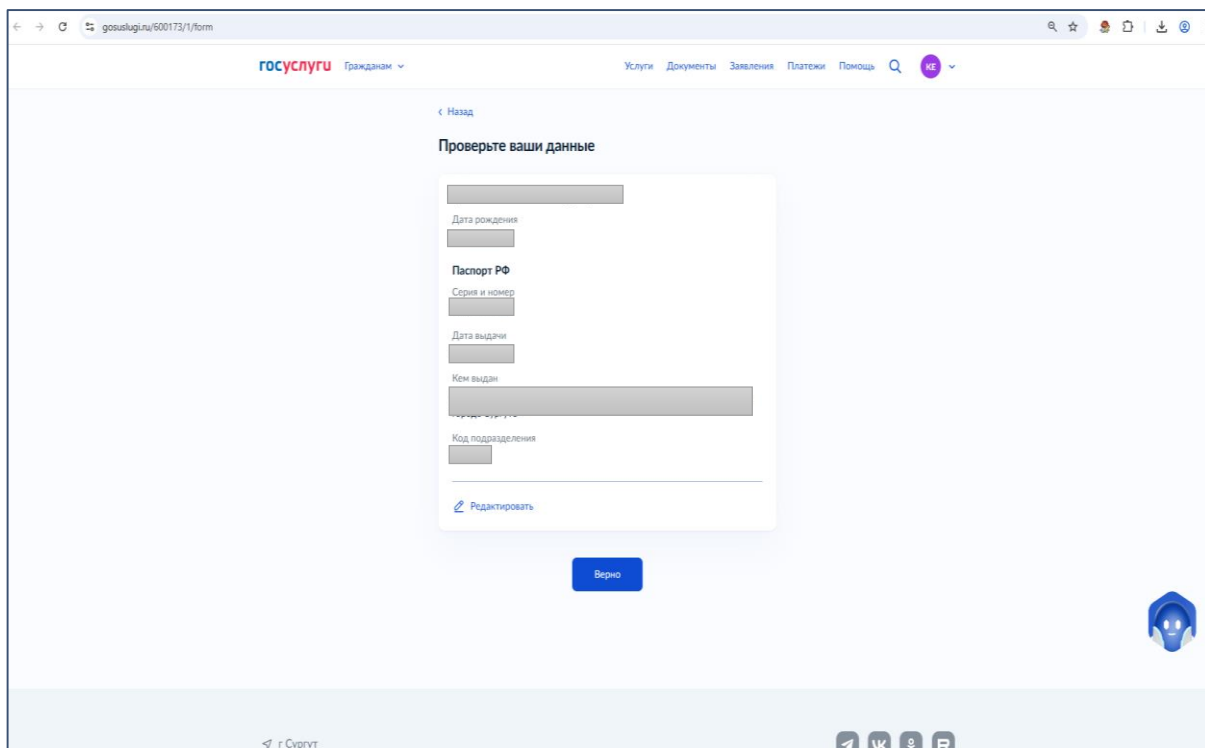 gosuslugi.ru/600173/1/form
госуслуги Гражданам Услуги Документы Заявления Платежи Помощь КЕ
Назад
Проверьте ваши данные
Дата рождения
Паспорт РФ
Серия и номер
Дата выдачи
Кем выдан
Код подразделения
Редактировать
Верно
г Сургут